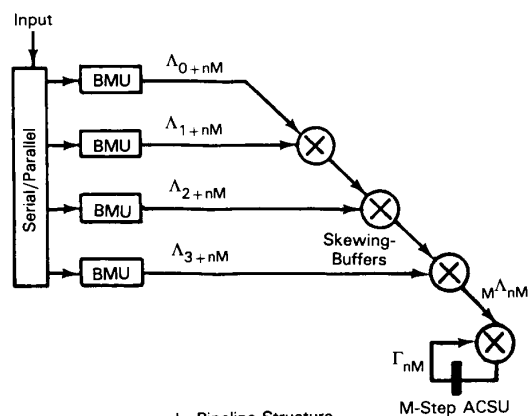 Input
Serial/Parallel
BMU
Λ0+nM
BMU
Λ1+nM
BMU
Λ2+nM
Skewing-
Buffers
BMU
Λ3+nM
MΛnM
ΓnM
M-Step ACSU